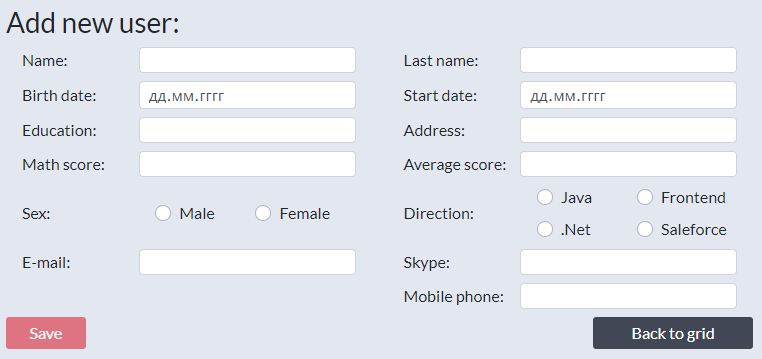 Add new user:
Name: Last name:
Birth date: дд.мм.гггг Start date: дд.мм.гггг
Education: Address:
Math score: Average score:
Java Frontend
Sex: Male Female Direction:
.Net Saleforce
E-mail: Skype:
Mobile phone:
Save Back to grid